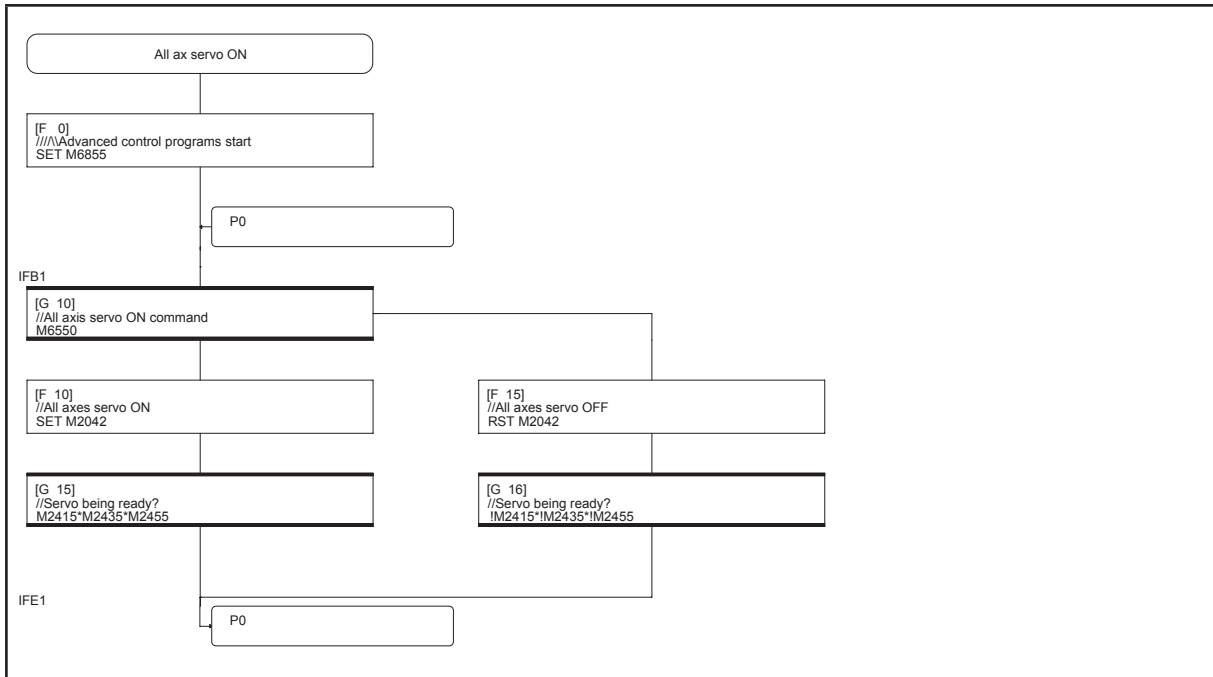 All ax servo ON
[F 0]
///\\Advanced control programs start
SET M6855
P0
IFB1
[G 10]
//All axis servo ON command
M6550
[F 10]
//All axes servo ON
SET M2042
[F 15]
//All axes servo OFF
RST M2042
[G 15]
//Servo being ready?
M2415*M2435*M2455
[G 16]
//Servo being ready?
!M2415*!M2435*!M2455
IFE1
P0